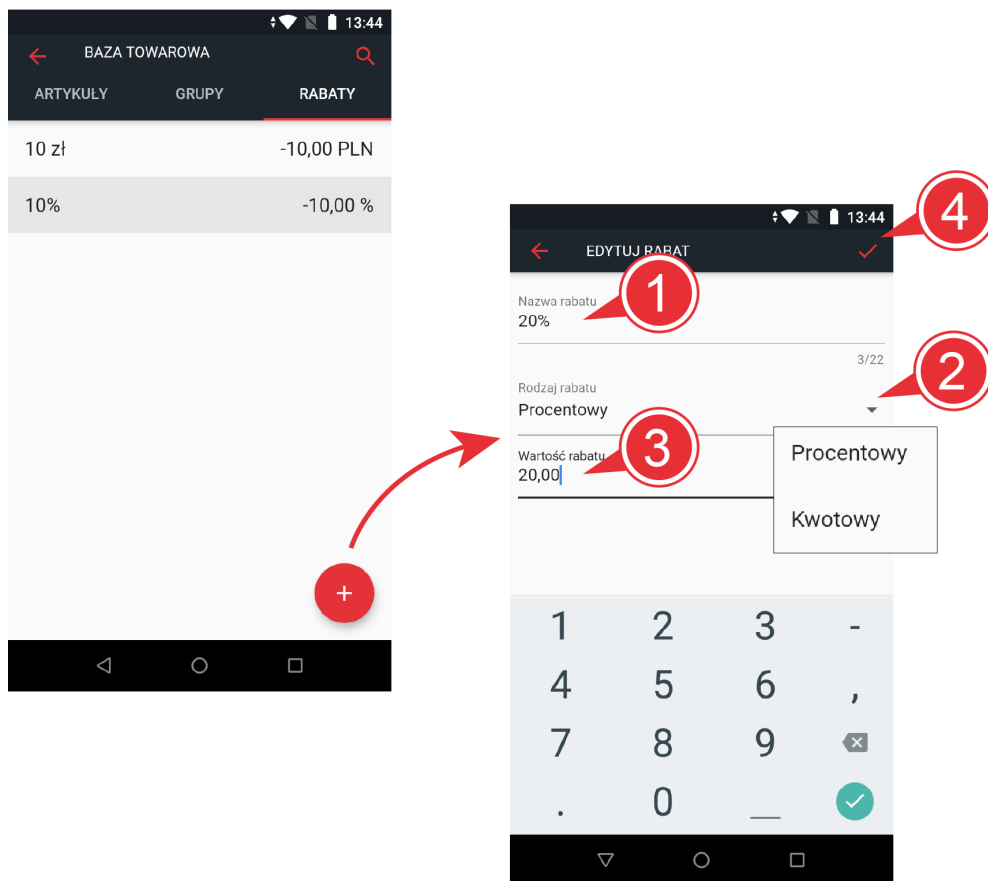 13:44
BAZA TOWAROWA
ARTYKUŁY GRUPY RABATY
10 zł -10,00 PLN
10% -10,00 %
+
13:44
4
EDYTUJ RABAT
1
Nazwa rabatu
20%
3/22
2
Rodzaj rabatu
Procentowy
3
Wartość rabatu
20,00
Procentowy
Kwotowy
1 2 3 -
4 5 6 ,
7 8 9
. 0 _